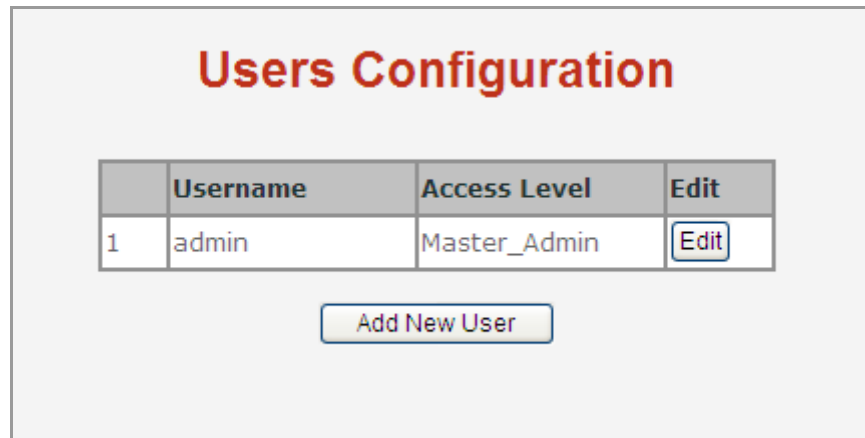 Users Configuration
Username Access Level Edit
1 admin Master_Admin Edit
Add New User